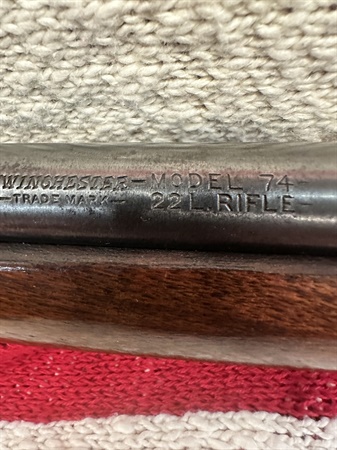 WINCHESTER — MODEL 74 —
— TRADE MARK — 22 L. RIFLE —